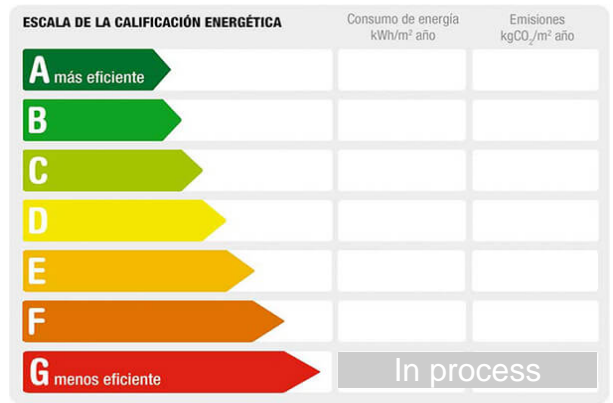 ESCALA DE LA CALIFICACIÓN ENERGÉTICA
Consumo de energía
kWh/m² año
Emisiones
kgCO₂/m² año
A más eficiente
B
C
D
E
F
G menos eficiente
In process